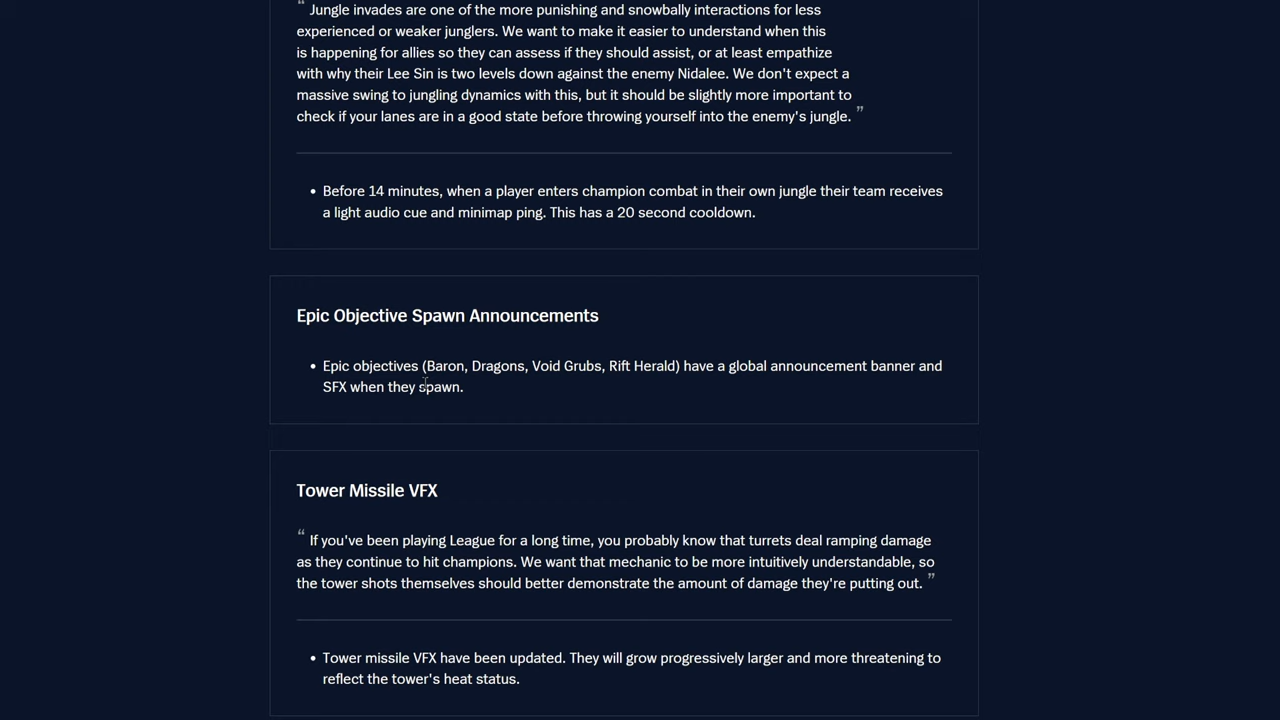 “ Jungle invades are one of the more punishing and snowbally interactions for less
experienced or weaker junglers. We want to make it easier to understand when this
is happening for allies so they can assess if they should assist, or at least empathize
with why their Lee Sin is two levels down against the enemy Nidalee. We don't expect a
massive swing to jungling dynamics with this, but it should be slightly more important to
check if your lanes are in a good state before throwing yourself into the enemy's jungle. ”
• Before 14 minutes, when a player enters champion combat in their own jungle their team receives
a light audio cue and minimap ping. This has a 20 second cooldown.
Epic Objective Spawn Announcements
• Epic objectives (Baron, Dragons, Void Grubs, Rift Herald) have a global announcement banner and
SFX when they spawn.
Tower Missile VFX
“ If you've been playing League for a long time, you probably know that turrets deal ramping damage
as they continue to hit champions. We want that mechanic to be more intuitively understandable, so
the tower shots themselves should better demonstrate the amount of damage they're putting out. ”
• Tower missile VFX have been updated. They will grow progressively larger and more threatening to
reflect the tower's heat status.